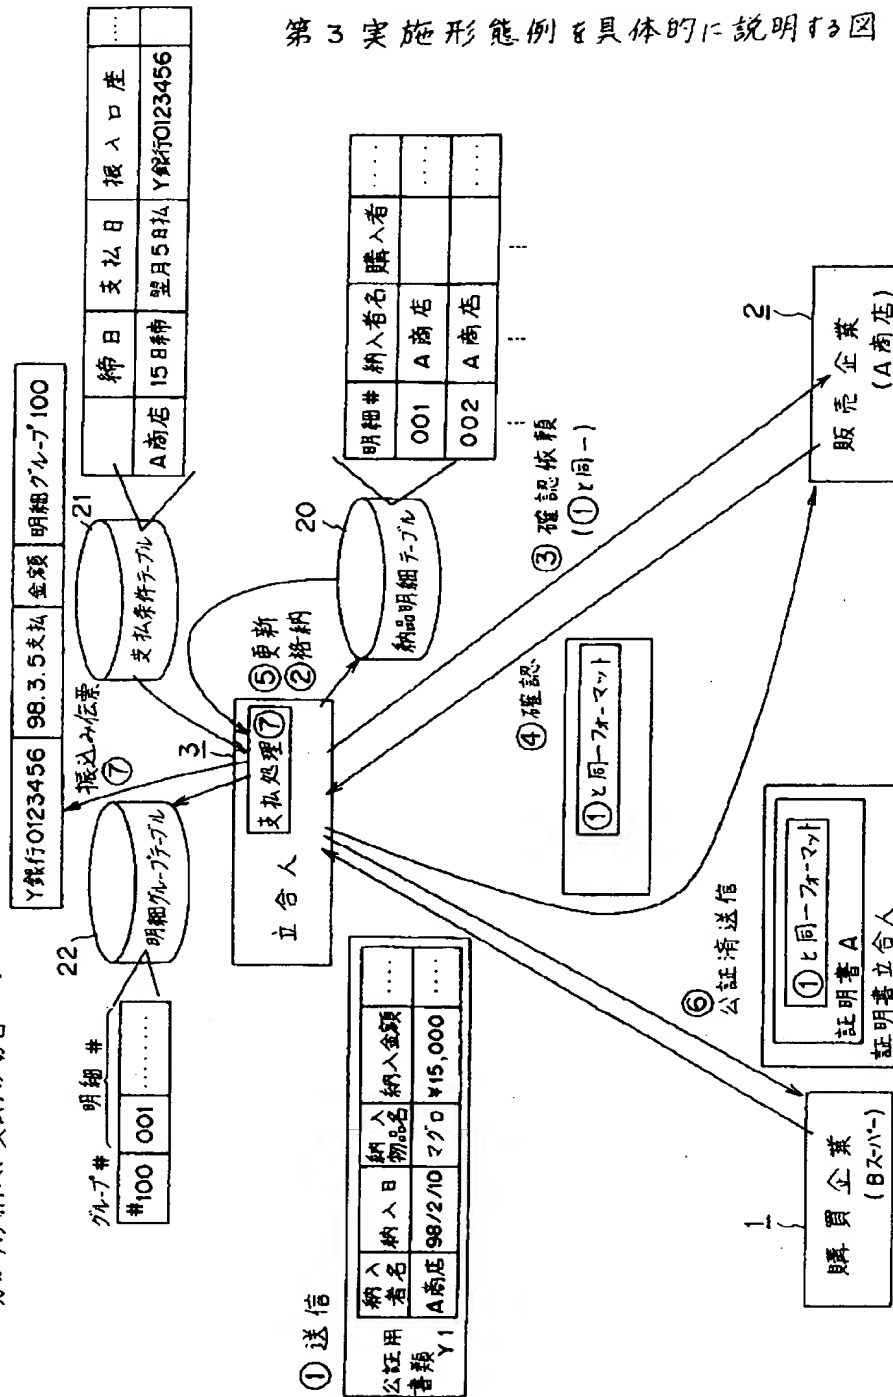 第3実施形態例を具体的に説明する図
Y銀行0123456 98.3.5支払 金額 明細グループ100
振込み伝票
⑦
締日 支払日 振入口座 ……
A商店 15日締 翌月5日払 Y銀行0123456
21
支払条件テーブル
22
明細グループテーブル
グループ# 明細#
#100 001 ……
3
支払処理⑦
立合人
⑤更新
②格納
20
納品明細テーブル
明細# 納入者名 購入者 ……
001 A商店 ……
002 A商店 ……
①送信
公証用
書類
Y1
納入者名 納入日 納入物品名 納入金額 ……
A商店 98/2/10 マグロ ¥15,000 ……
③確認依頼
(①と同一)
④確認
①と同一フォーマット
⑥
公証済送信
①と同一フォーマット
証明書A
証明書立合人
1
購買企業
(Bスーパー)
2
販売企業
(A商店)